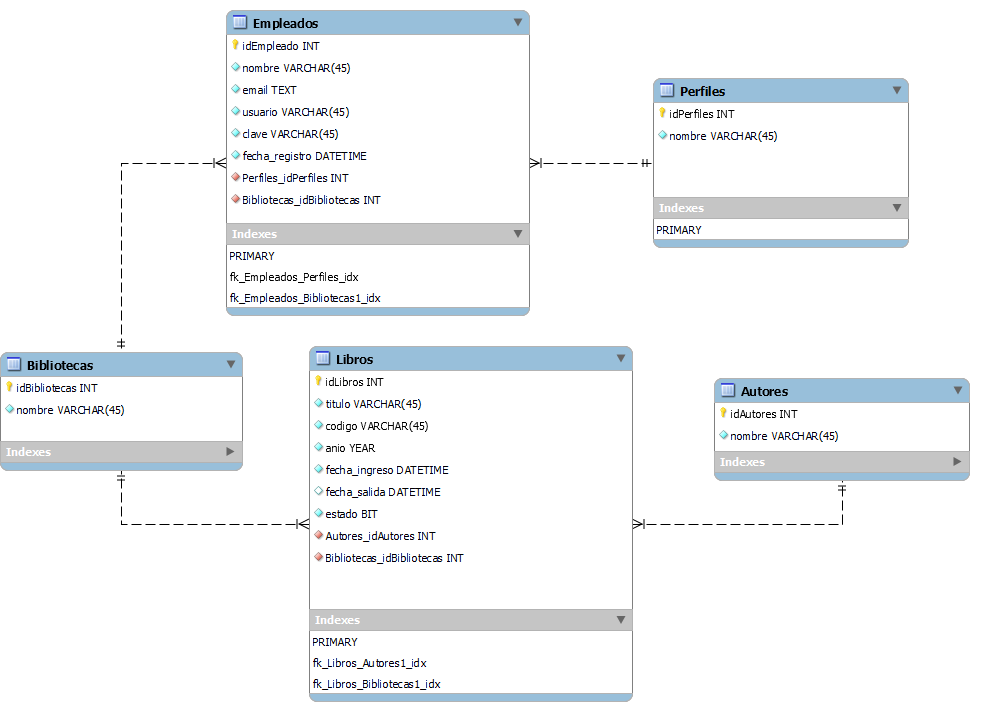 Empleados
idEmpleado INT
nombre VARCHAR(45)
email TEXT
usuario VARCHAR(45)
clave VARCHAR(45)
fecha_registro DATETIME
Perfiles_idPerfiles INT
Bibliotecas_idBibliotecas INT
Indexes
PRIMARY
fk_Empleados_Perfiles_idx
fk_Empleados_Bibliotecas1_idx
Perfiles
idPerfiles INT
nombre VARCHAR(45)
Indexes
PRIMARY
Bibliotecas
idBibliotecas INT
nombre VARCHAR(45)
Indexes
Libros
idLibros INT
titulo VARCHAR(45)
codigo VARCHAR(45)
anio YEAR
fecha_ingreso DATETIME
fecha_salida DATETIME
estado BIT
Autores_idAutores INT
Bibliotecas_idBibliotecas INT
Indexes
PRIMARY
fk_Libros_Autores1_idx
fk_Libros_Bibliotecas1_idx
Autores
idAutores INT
nombre VARCHAR(45)
Indexes